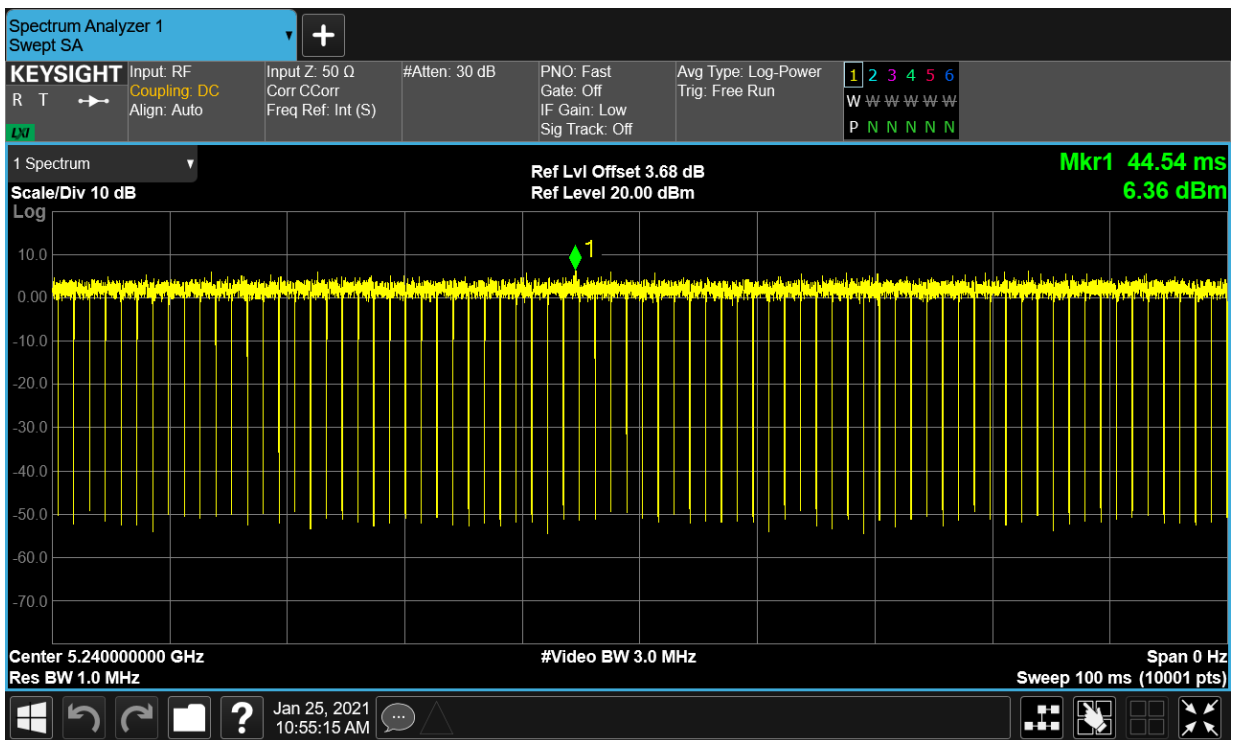 Spectrum Analyzer 1
Swept SA
KEYSIGHT
R T
LXI
Input: RF
Coupling: DC
Align: Auto
Input Z: 50 Ω
Corr CCorr
Freq Ref: Int (S)
#Atten: 30 dB
PNO: Fast
Gate: Off
IF Gain: Low
Sig Track: Off
Avg Type: Log-Power
Trig: Free Run
1 2 3 4 5 6
W W W W W W
P N N N N N
1 Spectrum
Scale/Div 10 dB
Log
Ref Lvl Offset 3.68 dB
Ref Level 20.00 dBm
Mkr1 44.54 ms
6.36 dBm
1
10.0
0.00
-10.0
-20.0
-30.0
-40.0
-50.0
-60.0
-70.0
Center 5.240000000 GHz
Res BW 1.0 MHz
#Video BW 3.0 MHz
Span 0 Hz
Sweep 100 ms (10001 pts)
?
Jan 25, 2021
10:55:15 AM